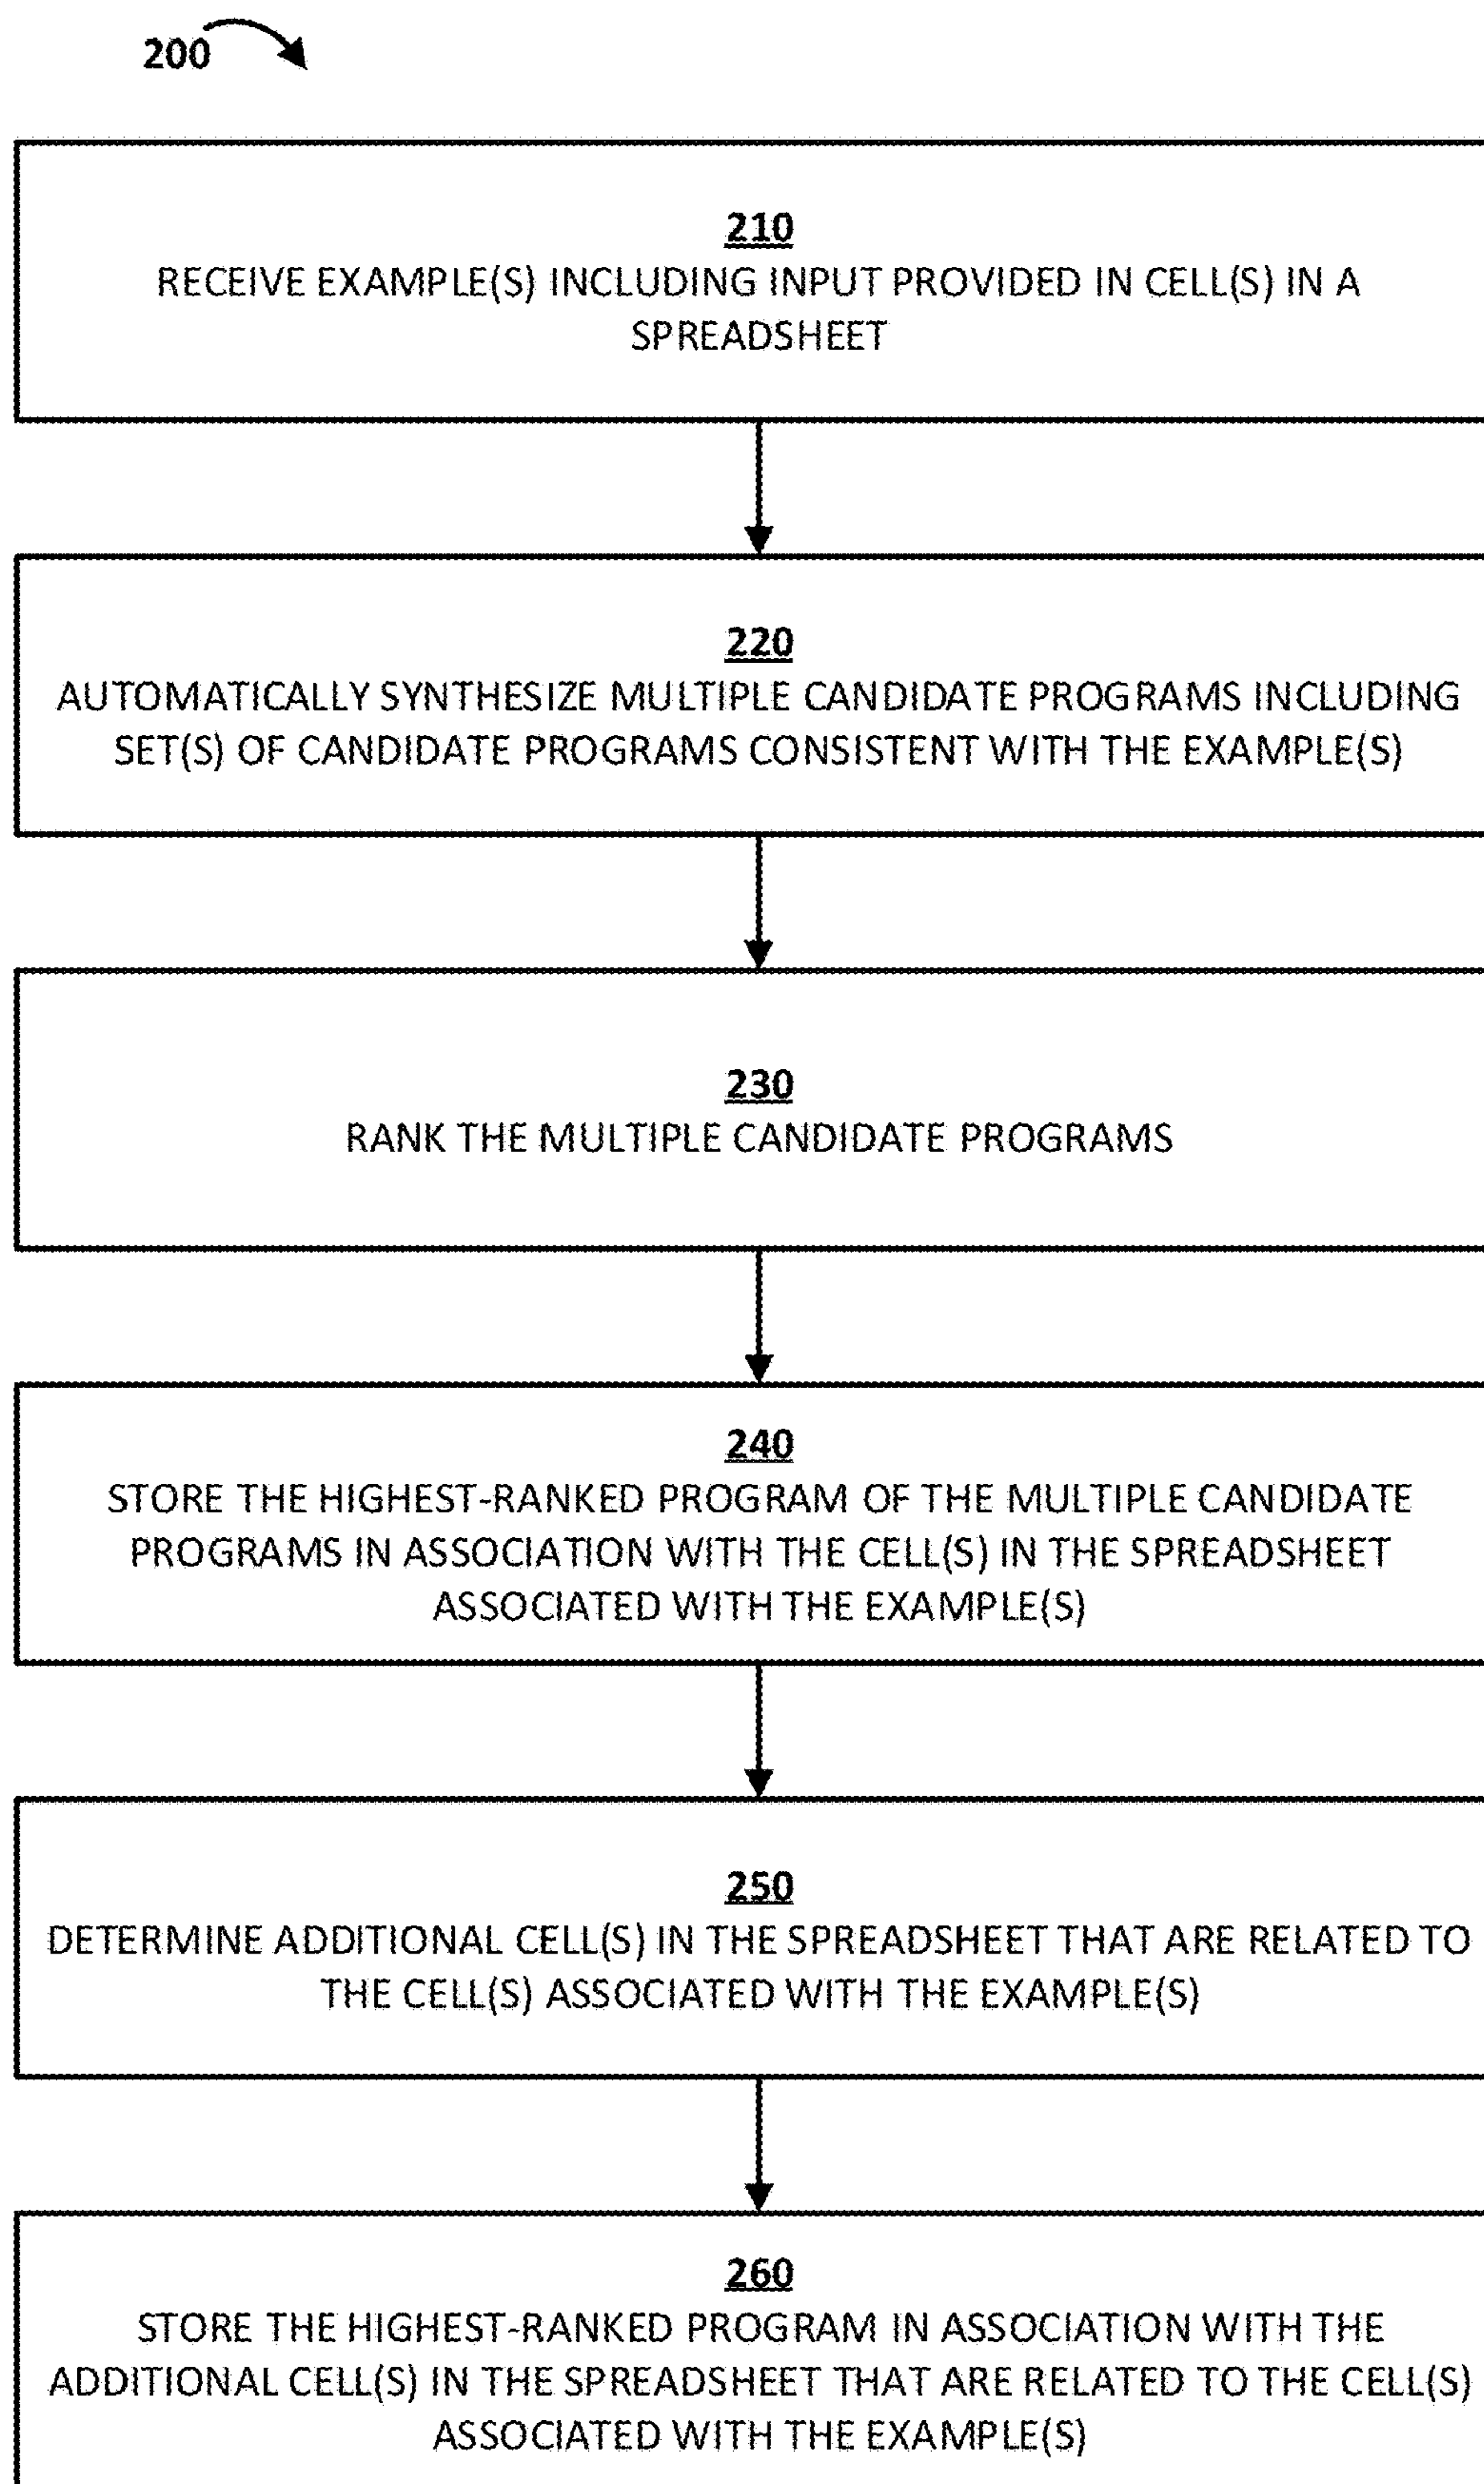 200
210
RECEIVE EXAMPLE(S) INCLUDING INPUT PROVIDED IN CELL(S) IN A
SPREADSHEET
220
AUTOMATICALLY SYNTHESIZE MULTIPLE CANDIDATE PROGRAMS INCLUDING
SET(S) OF CANDIDATE PROGRAMS CONSISTENT WITH THE EXAMPLE(S)
230
RANK THE MULTIPLE CANDIDATE PROGRAMS
240
STORE THE HIGHEST-RANKED PROGRAM OF THE MULTIPLE CANDIDATE
PROGRAMS IN ASSOCIATION WITH THE CELL(S) IN THE SPREADSHEET
ASSOCIATED WITH THE EXAMPLE(S)
250
DETERMINE ADDITIONAL CELL(S) IN THE SPREADSHEET THAT ARE RELATED TO
THE CELL(S) ASSOCIATED WITH THE EXAMPLE(S)
260
STORE THE HIGHEST-RANKED PROGRAM IN ASSOCIATION WITH THE
ADDITIONAL CELL(S) IN THE SPREADSHEET THAT ARE RELATED TO THE CELL(S)
ASSOCIATED WITH THE EXAMPLE(S)